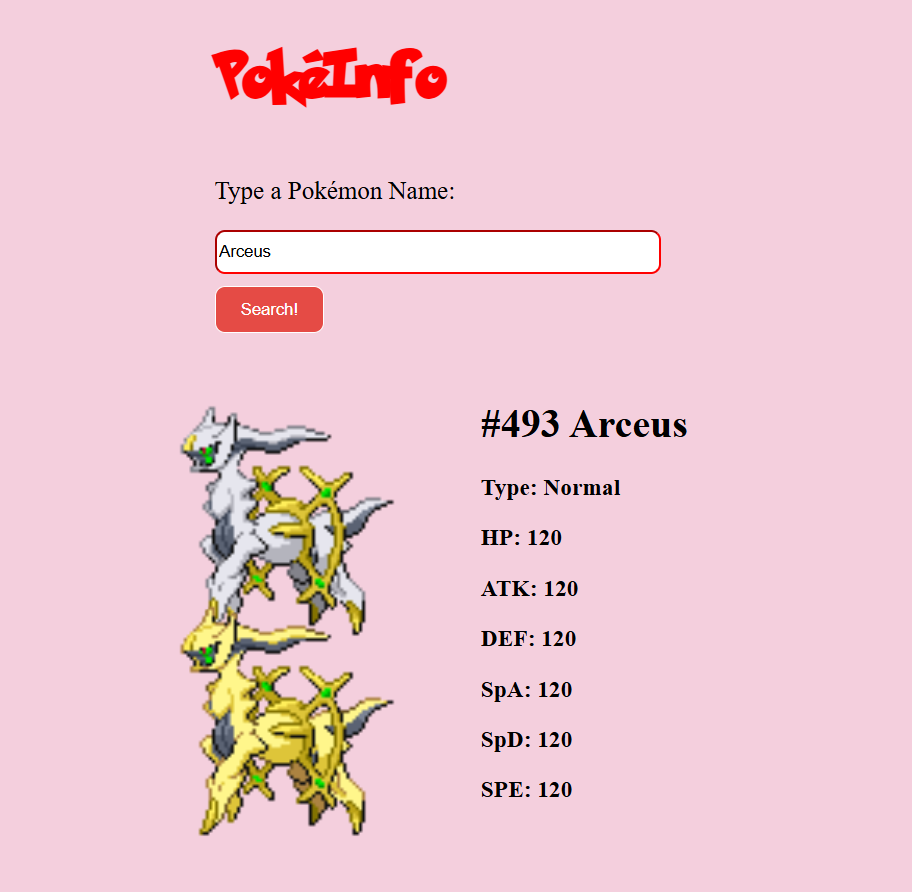 PokéInfo
Type a Pokémon Name:
Arceus
Search!
#493 Arceus
Type: Normal
HP: 120
ATK: 120
DEF: 120
SpA: 120
SpD: 120
SPE: 120